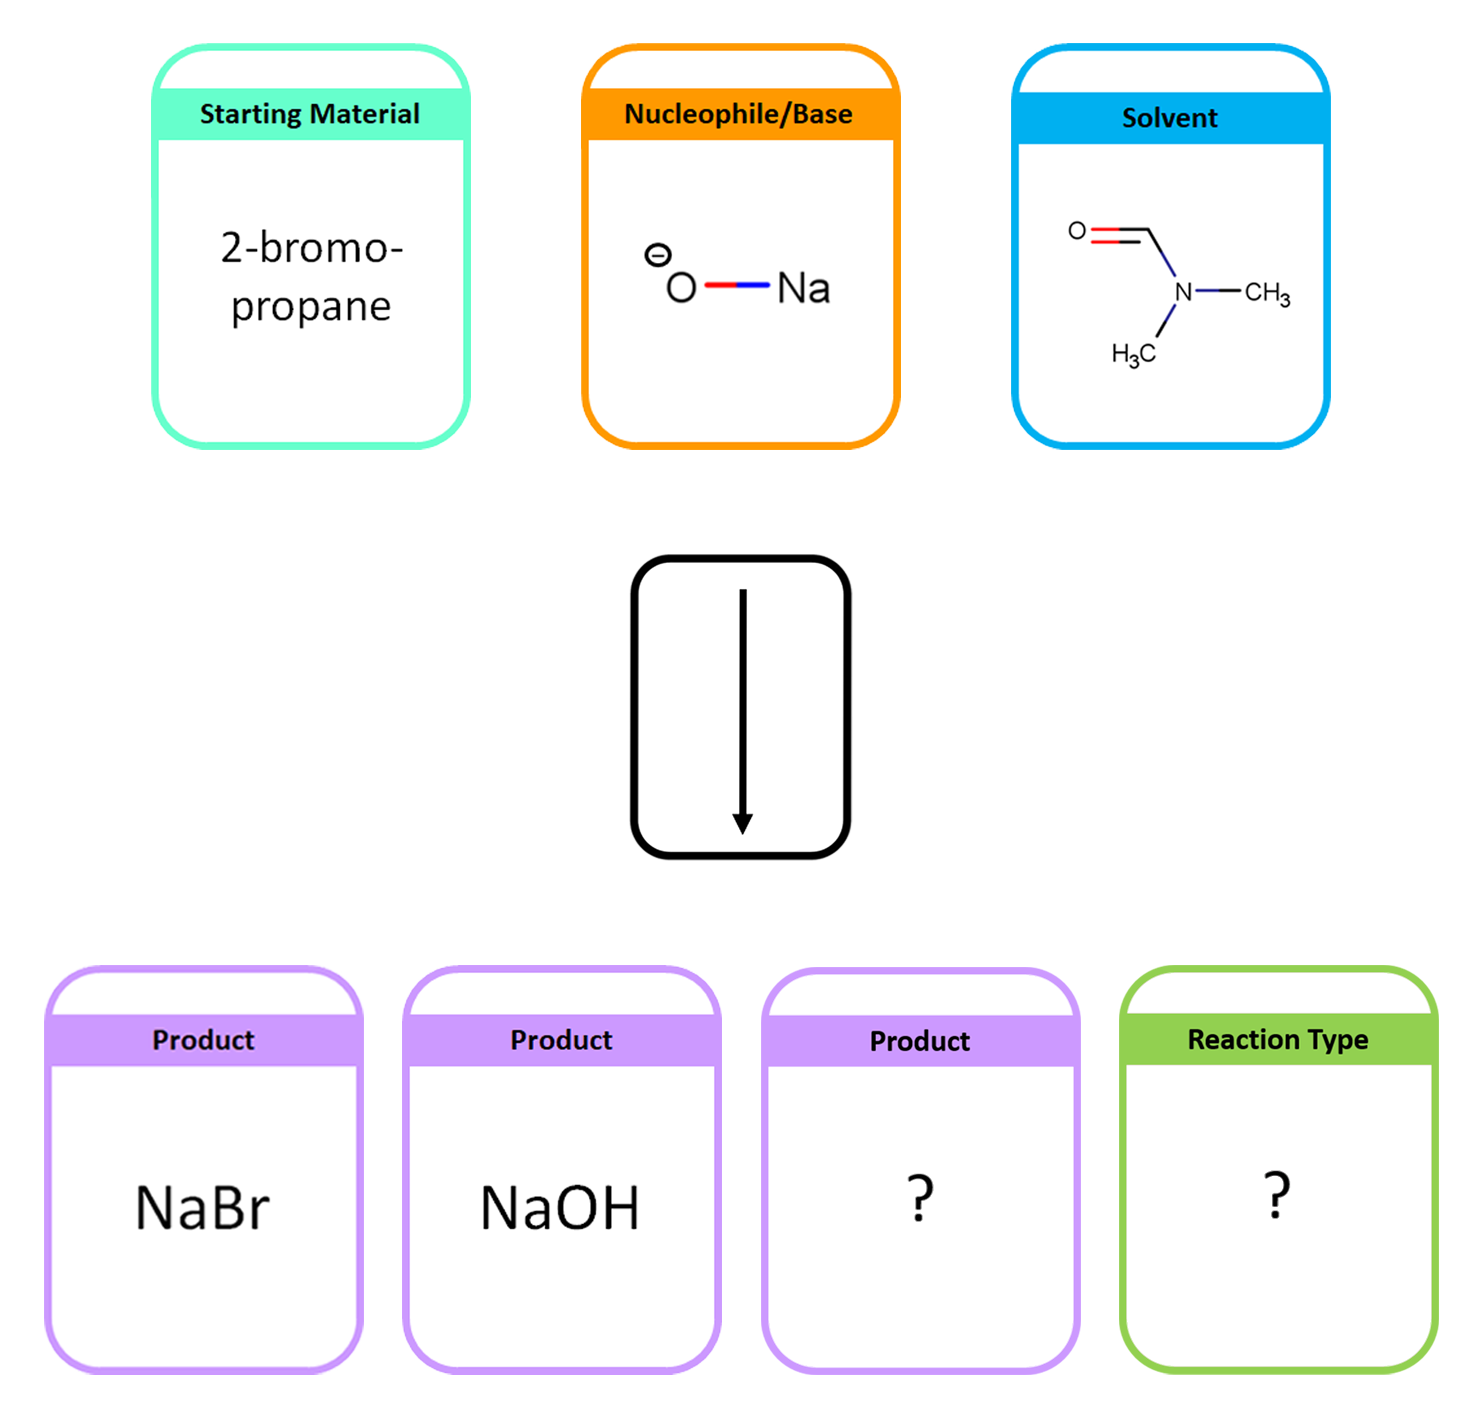 Starting Material
Nucleophile/Base
Solvent
2-bromo-
propane
⊖
O Na
O
N CH₃
H₃C
Product
Product
Product
Reaction Type
NaBr
NaOH
?
?